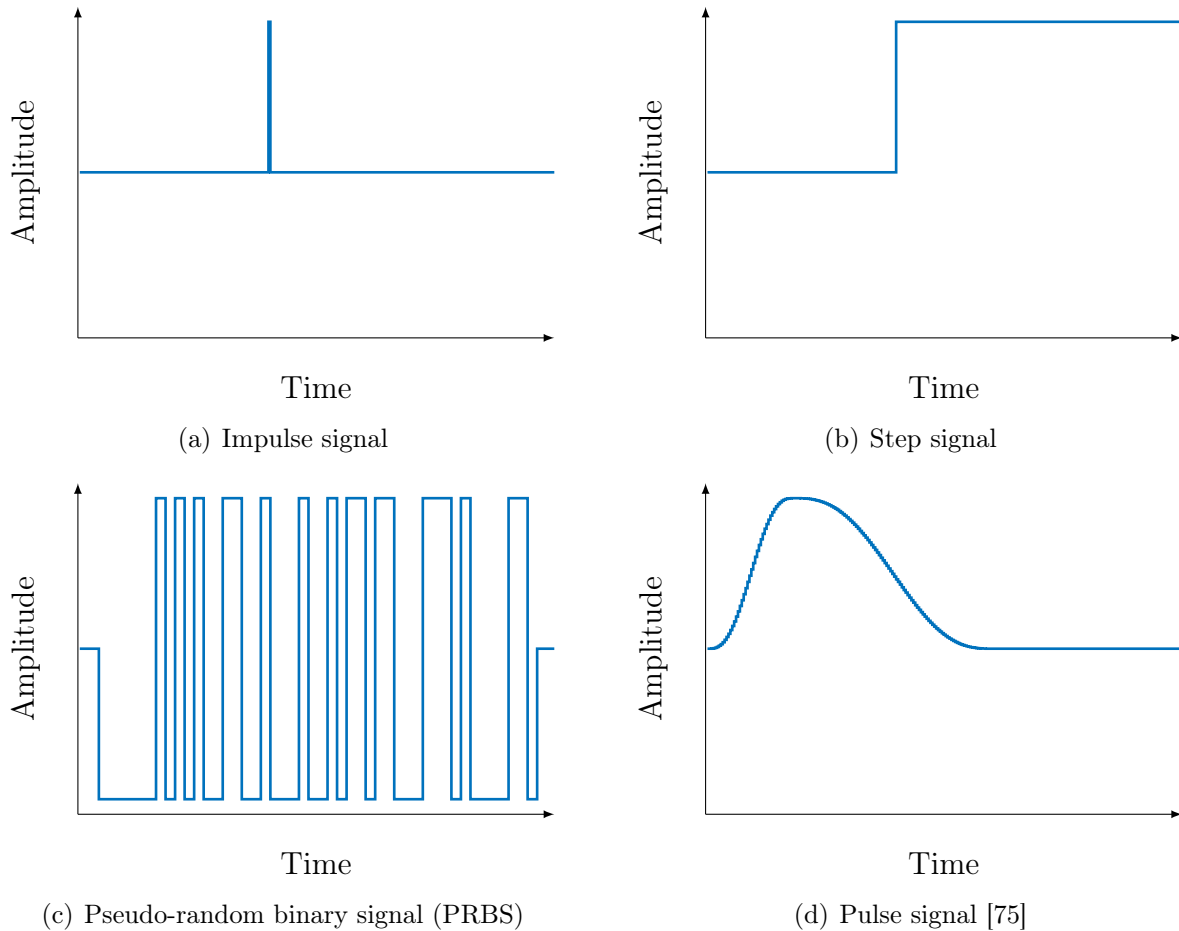 Amplitude
Time
(a) Impulse signal
Amplitude
Time
(b) Step signal
Amplitude
Time
(c) Pseudo-random binary signal (PRBS)
Amplitude
Time
(d) Pulse signal [75]